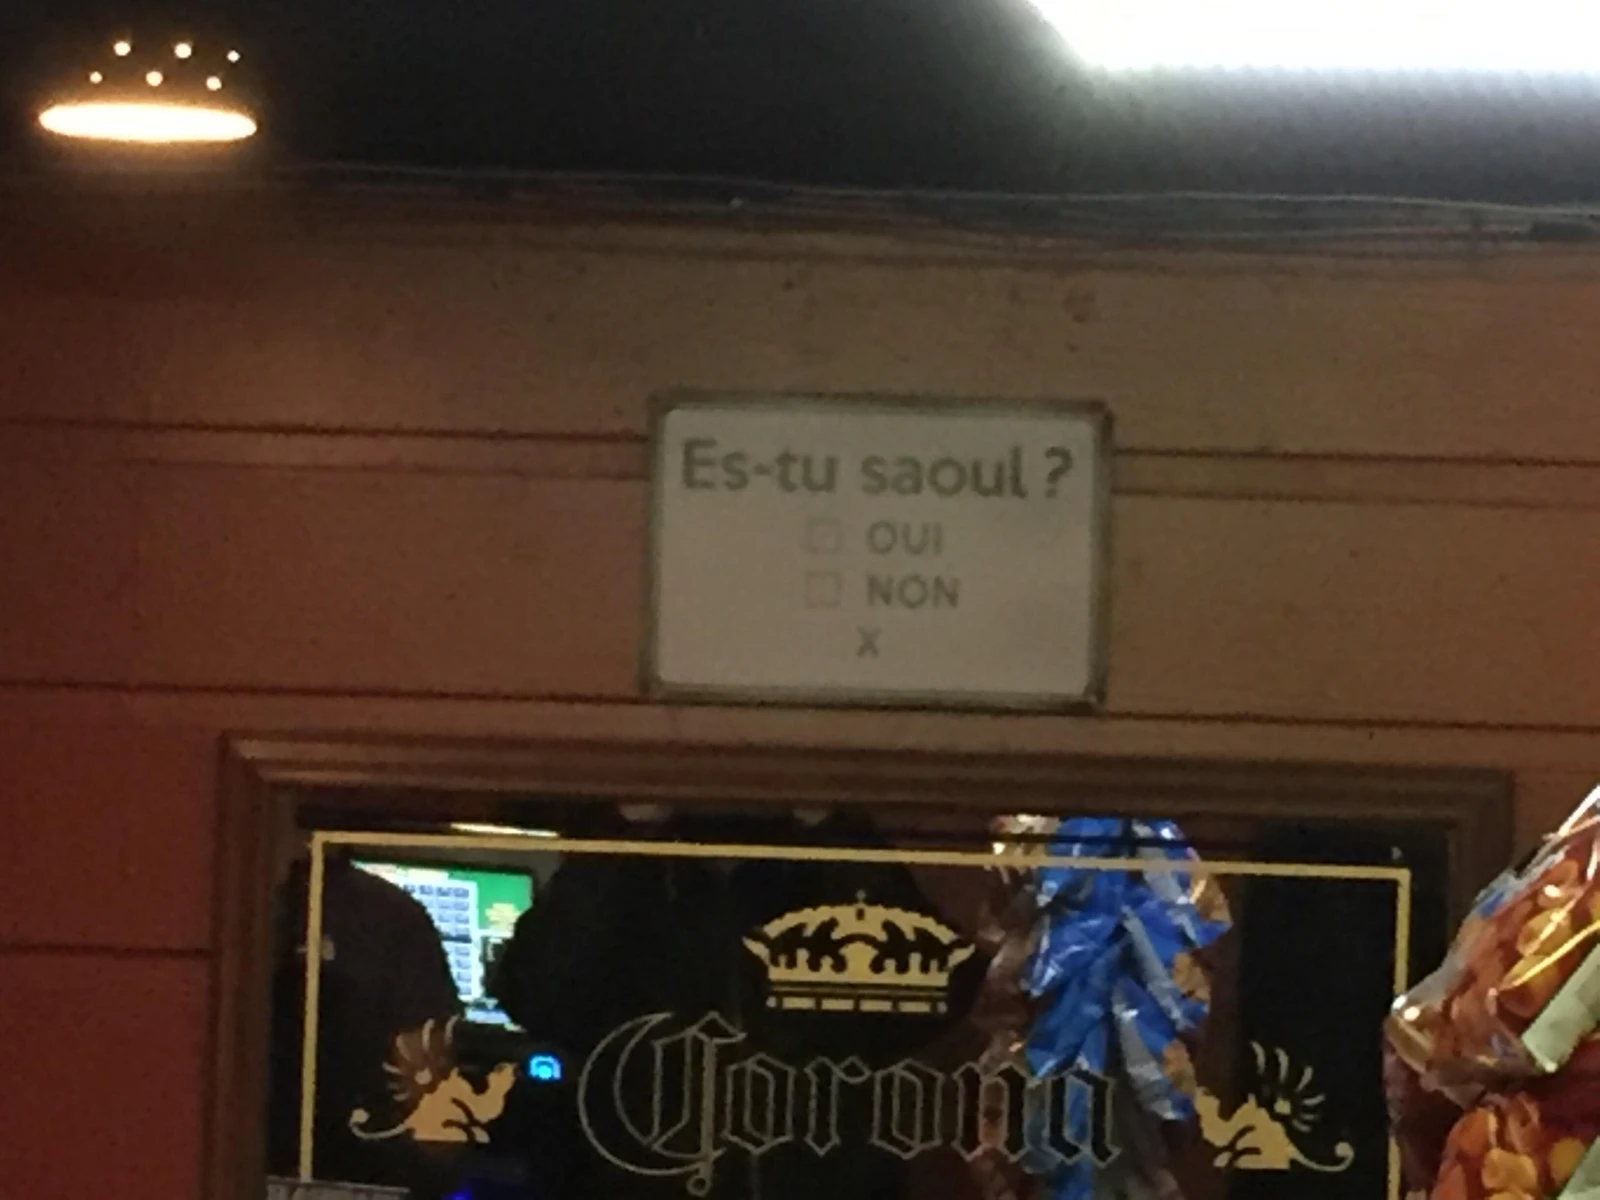 Es-tu saoul ?
OUI
NON
X
Corona